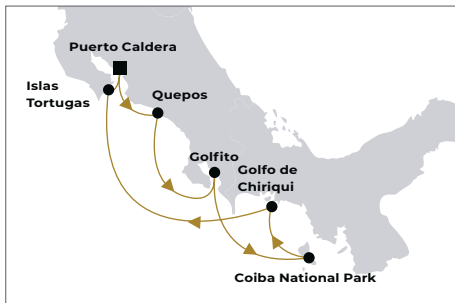 Puerto Caldera
Islas
Tortugas
Quepos
Golfito
Golfo de
Chiriqui
Coiba National Park